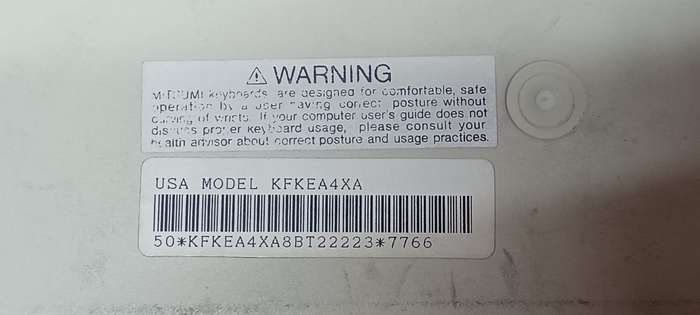 ⚠ WARNING
MITSUMI keyboards are designed for comfortable, safe
operation by a user having correct posture without
curving of wrists. If your computer user's guide does not
discuss proper keyboard usage, please consult your
health advisor about correct posture and usage practices.
USA MODEL KFKEA4XA
50*KFKEA4XA8BT22223*7766